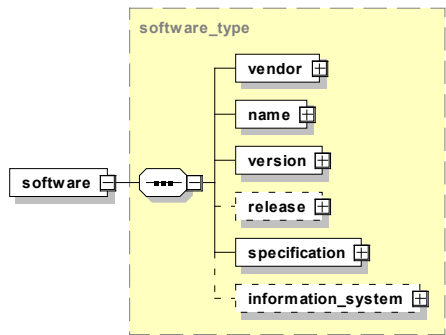 software_type
vendor
name
version
software
release
specification
information_system